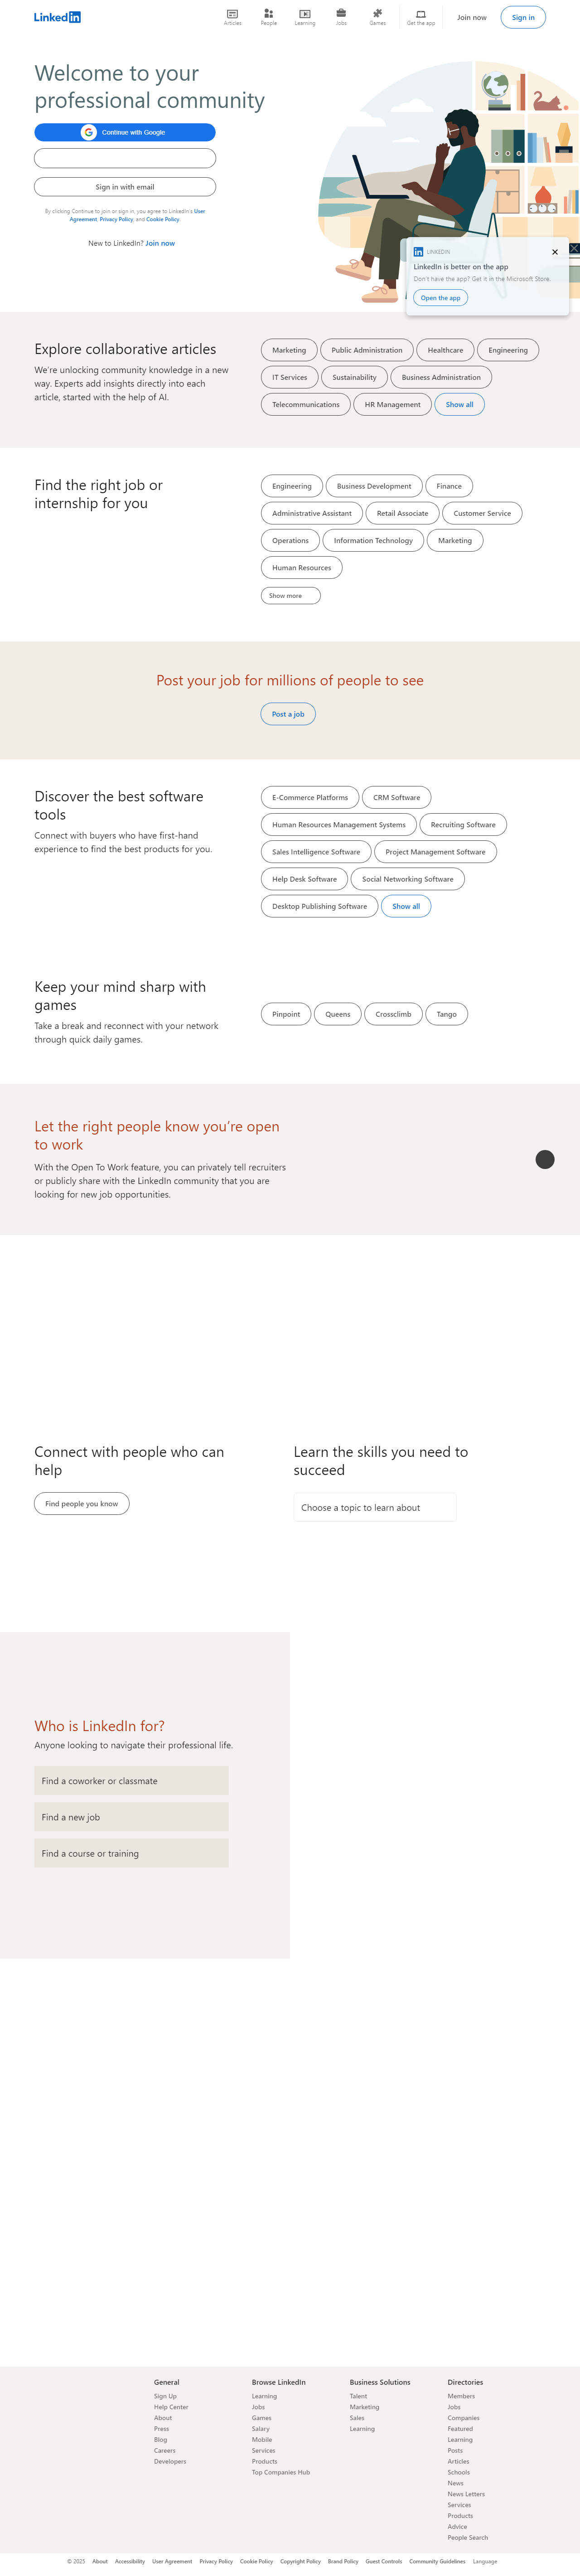 LinkedIn
Articles
People
Learning
Jobs
Games
Get the app
Join now
Sign in
Welcome to your
professional community
Continue with Google
Sign in with email
By clicking Continue to join or sign in, you agree to LinkedIn's User
Agreement, Privacy Policy, and Cookie Policy.
New to LinkedIn? Join now
LINKEDIN
LinkedIn is better on the app
Don't have the app? Get it in the Microsoft Store.
Open the app
Explore collaborative articles
We're unlocking community knowledge in a new
way. Experts add insights directly into each
article, started with the help of AI.
Marketing
Public Administration
Healthcare
Engineering
IT Services
Sustainability
Business Administration
Telecommunications
HR Management
Show all
Find the right job or
internship for you
Engineering
Business Development
Finance
Administrative Assistant
Retail Associate
Customer Service
Operations
Information Technology
Marketing
Human Resources
Show more
Post your job for millions of people to see
Post a job
Discover the best software
tools
Connect with buyers who have first-hand
experience to find the best products for you.
E-Commerce Platforms
CRM Software
Human Resources Management Systems
Recruiting Software
Sales Intelligence Software
Project Management Software
Help Desk Software
Social Networking Software
Desktop Publishing Software
Show all
Keep your mind sharp with
games
Take a break and reconnect with your network
through quick daily games.
Pinpoint
Queens
Crossclimb
Tango
Let the right people know you're open
to work
With the Open To Work feature, you can privately tell recruiters
or publicly share with the LinkedIn community that you are
looking for new job opportunities.
Connect with people who can
help
Find people you know
Learn the skills you need to
succeed
Choose a topic to learn about
Who is LinkedIn for?
Anyone looking to navigate their professional life.
Find a coworker or classmate
Find a new job
Find a course or training
General
Sign Up
Help Center
About
Press
Blog
Careers
Developers
Browse LinkedIn
Learning
Jobs
Games
Salary
Mobile
Services
Products
Top Companies Hub
Business Solutions
Talent
Marketing
Sales
Learning
Directories
Members
Jobs
Companies
Featured
Learning
Posts
Articles
Schools
News
News Letters
Services
Products
Advice
People Search
© 2025 About Accessibility User Agreement Privacy Policy Cookie Policy Copyright Policy Brand Policy Guest Controls Community Guidelines Language